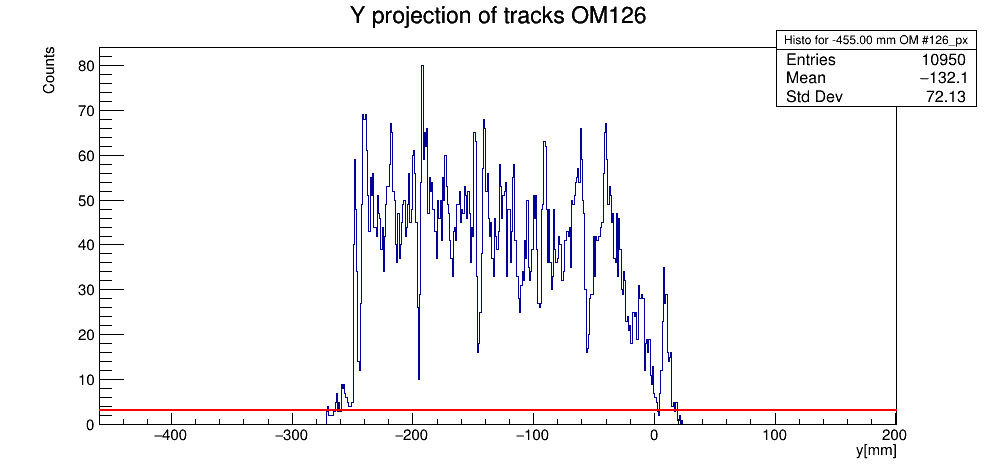 Y projection of tracks OM126
Histo for -455.00 mm OM #126_px
Entries 10950
Mean −132.1
Std Dev 72.13
Counts
80
70
60
50
40
30
20
10
0
−400 −300 −200 −100 0 100 200
y[mm]